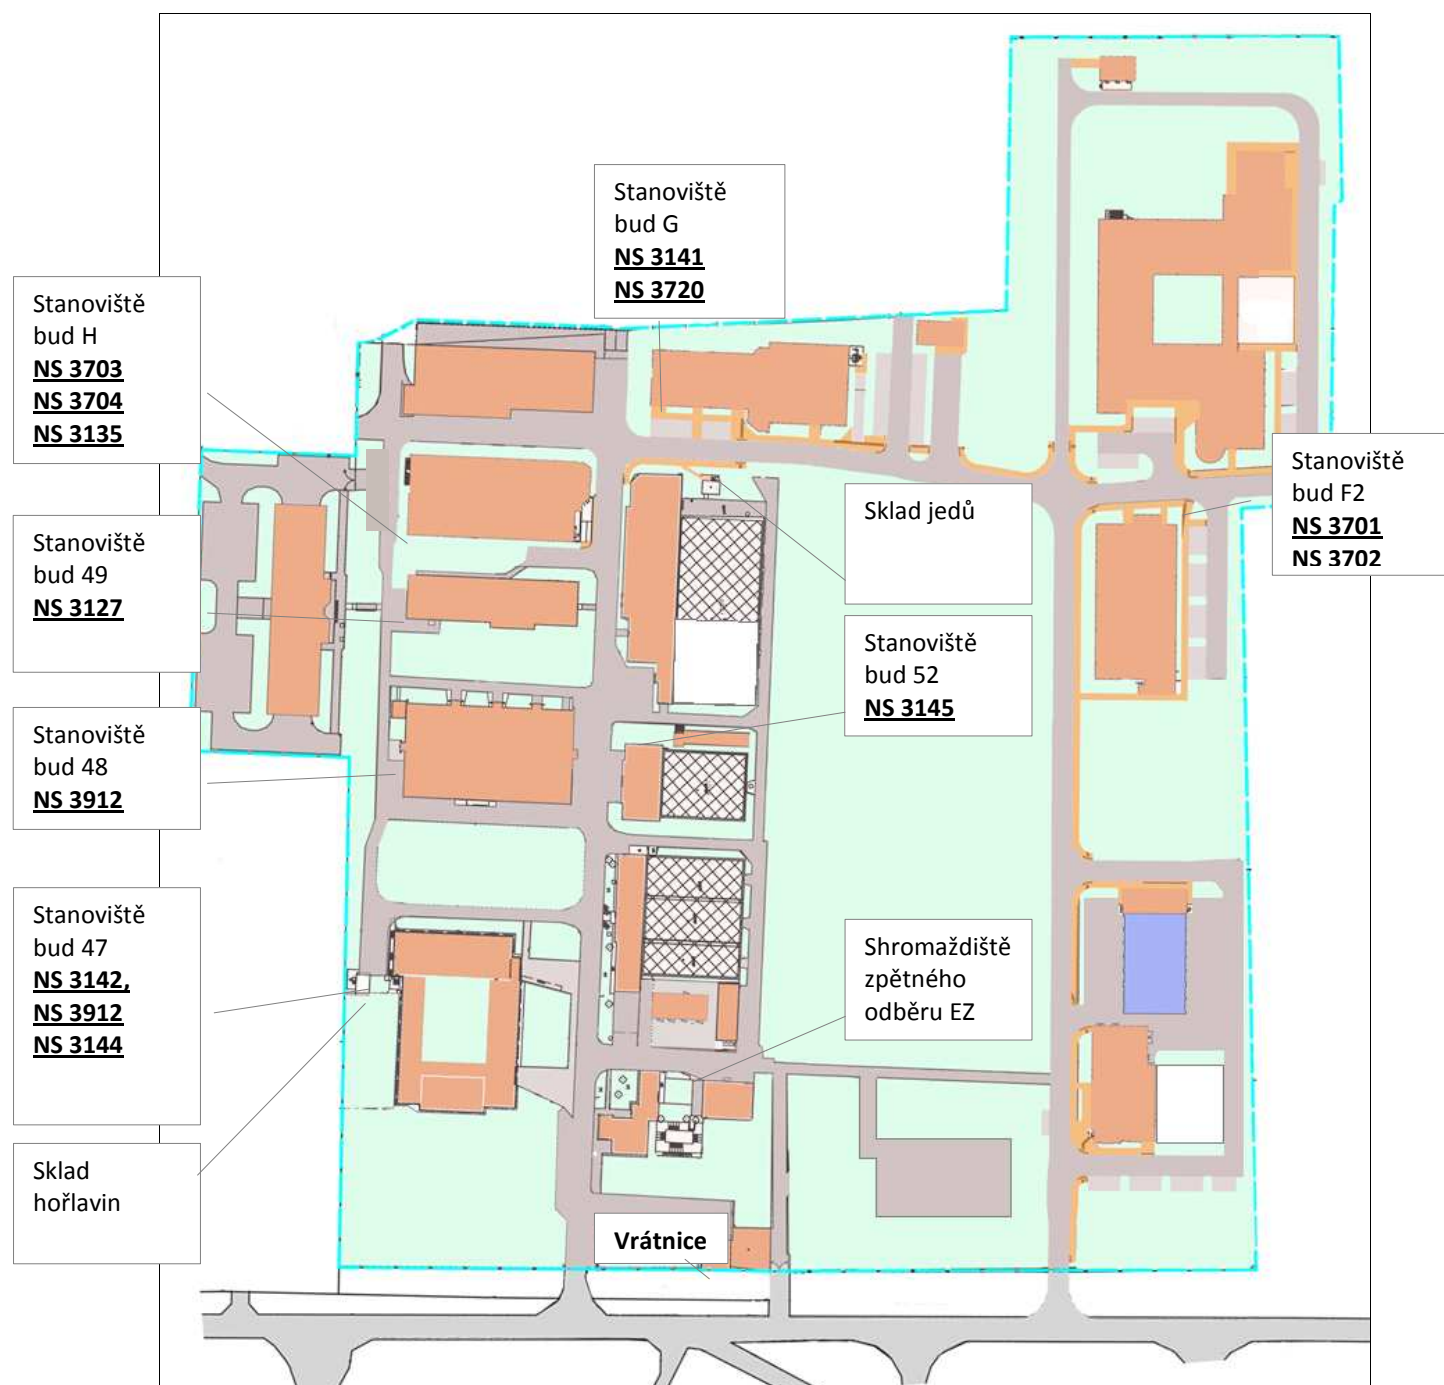 Stanoviště
bud G
NS 3141
NS 3720
Stanoviště
bud H
NS 3703
NS 3704
NS 3135
Stanoviště
bud F2
NS 3701
NS 3702
Sklad jedů
Stanoviště
bud 49
NS 3127
Stanoviště
bud 52
NS 3145
Stanoviště
bud 48
NS 3912
Stanoviště
bud 47
NS 3142,
NS 3912
NS 3144
Shromaždiště
zpětného
odběru EZ
Sklad
hořlavin
Vrátnice